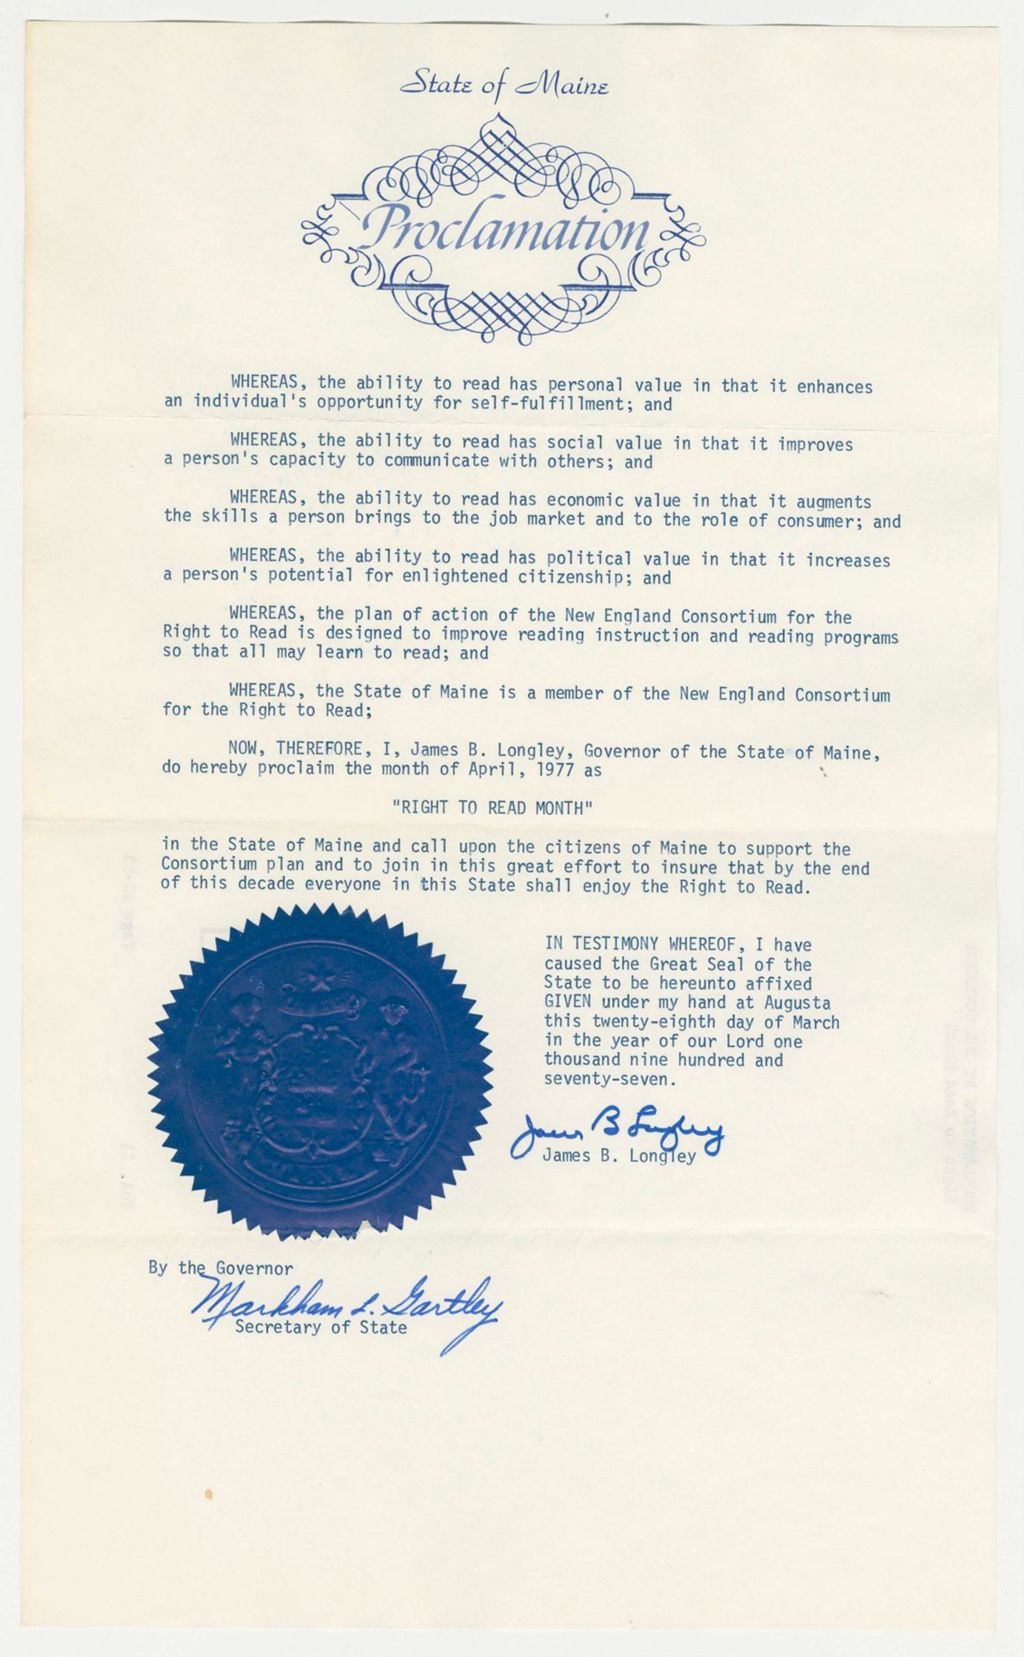 State of Maine
Proclamation
WHEREAS, the ability to read has personal value in that it enhances
an individual's opportunity for self-fulfillment; and
WHEREAS, the ability to read has social value in that it improves
a person's capacity to communicate with others; and
WHEREAS, the ability to read has economic value in that it augments
the skills a person brings to the job market and to the role of consumer; and
WHEREAS, the ability to read has political value in that it increases
a person's potential for enlightened citizenship; and
WHEREAS, the plan of action of the New England Consortium for the
Right to Read is designed to improve reading instruction and reading programs
so that all may learn to read; and
WHEREAS, the State of Maine is a member of the New England Consortium
for the Right to Read;
NOW, THEREFORE, I, James B. Longley, Governor of the State of Maine,
do hereby proclaim the month of April, 1977 as
"RIGHT TO READ MONTH"
in the State of Maine and call upon the citizens of Maine to support the
Consortium plan and to join in this great effort to insure that by the end
of this decade everyone in this State shall enjoy the Right to Read.
IN TESTIMONY WHEREOF, I have
caused the Great Seal of the
State to be hereunto affixed
GIVEN under my hand at Augusta
this twenty-eighth day of March
in the year of our Lord one
thousand nine hundred and
seventy-seven.
James B Longley
James B. Longley
By the Governor
Markham L. Gartley
Secretary of State